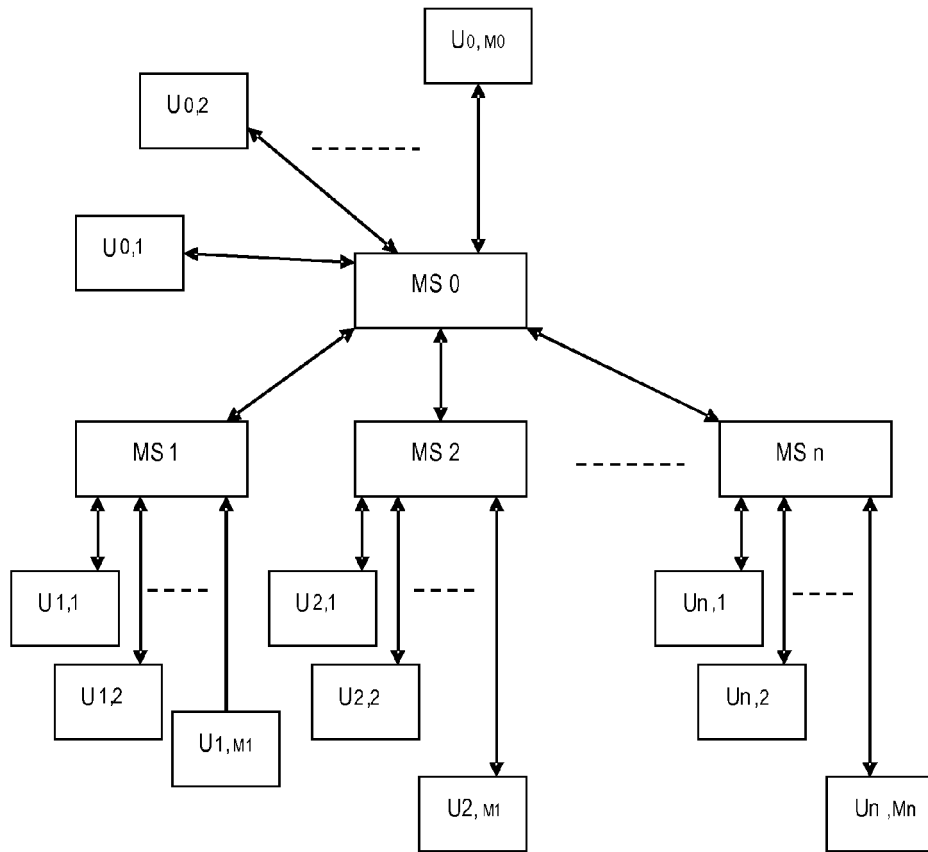 U0, M0
U0,2
U0,1
MS 0
MS 1
MS 2
MS n
U1,1
U2,1
Un,1
U1,2
U2,2
Un,2
U1, M1
U2, M1
Un ,Mn